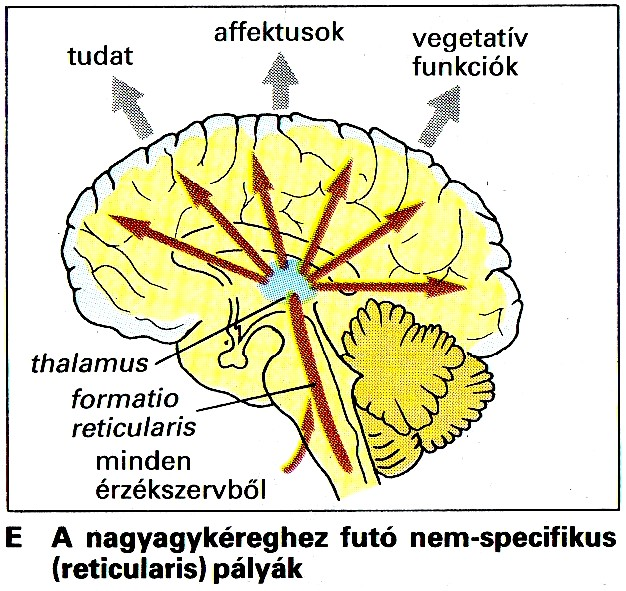 tudat
affektusok
vegetatív
funkciók
thalamus
formatio
reticularis
minden
érzékszervből
E A nagyagykéreghez futó nem-specifikus
(reticularis) pályák